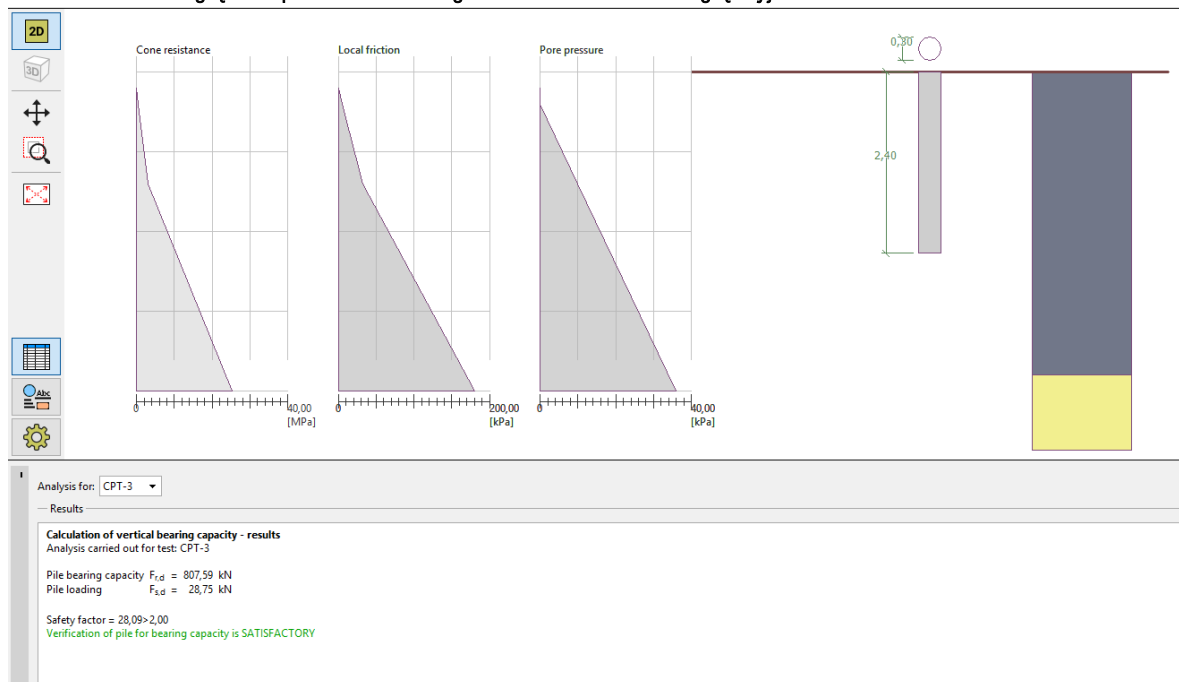 2D
3D
Cone resistance
Local friction
Pore pressure
0,30
2,40
0
40,00
[MPa]
0
200,00
[kPa]
0
40,00
[kPa]
Abc
Analysis for: CPT-3
Results
Calculation of vertical bearing capacity - results
Analysis carried out for test: CPT-3
Pile bearing capacity Fr,d = 807,59 kN
Pile loading Fs,d = 28,75 kN
Safety factor = 28,09>2,00
Verification of pile for bearing capacity is SATISFACTORY